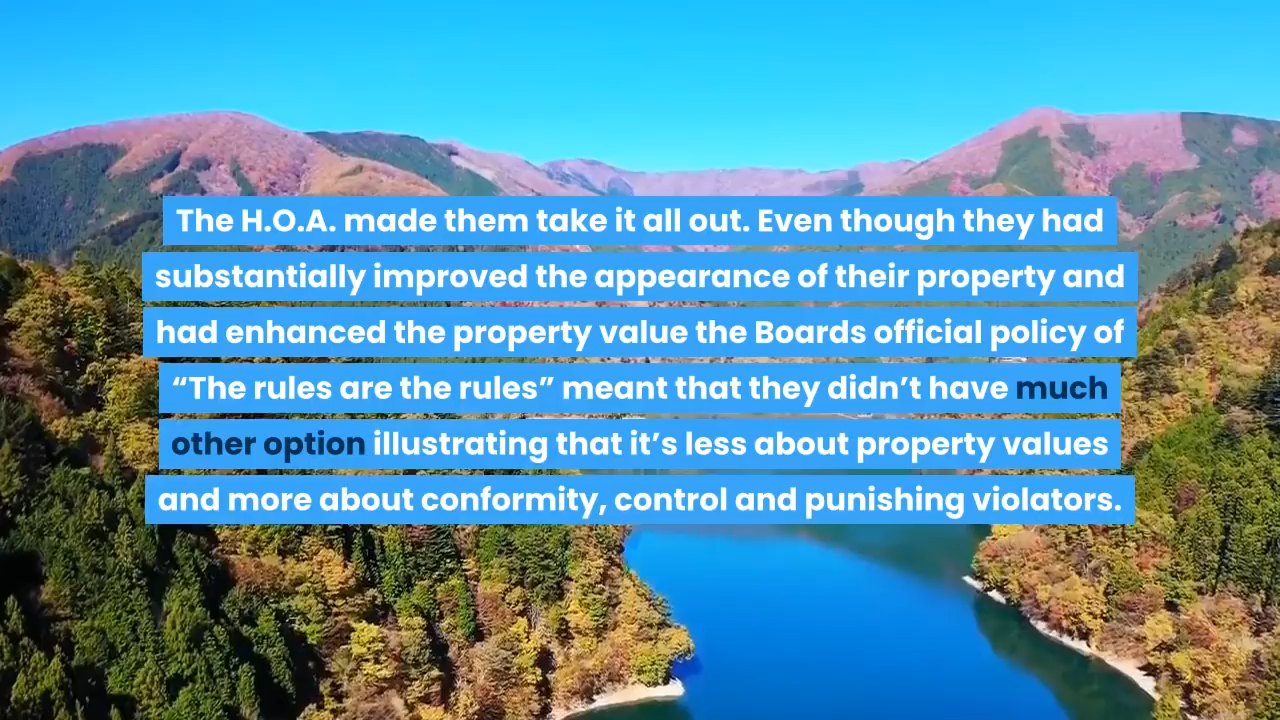 The H.O.A. made them take it all out. Even though they had
substantially improved the appearance of their property and
had enhanced the property value the Boards official policy of
“The rules are the rules” meant that they didn’t have much
other option illustrating that it’s less about property values
and more about conformity, control and punishing violators.